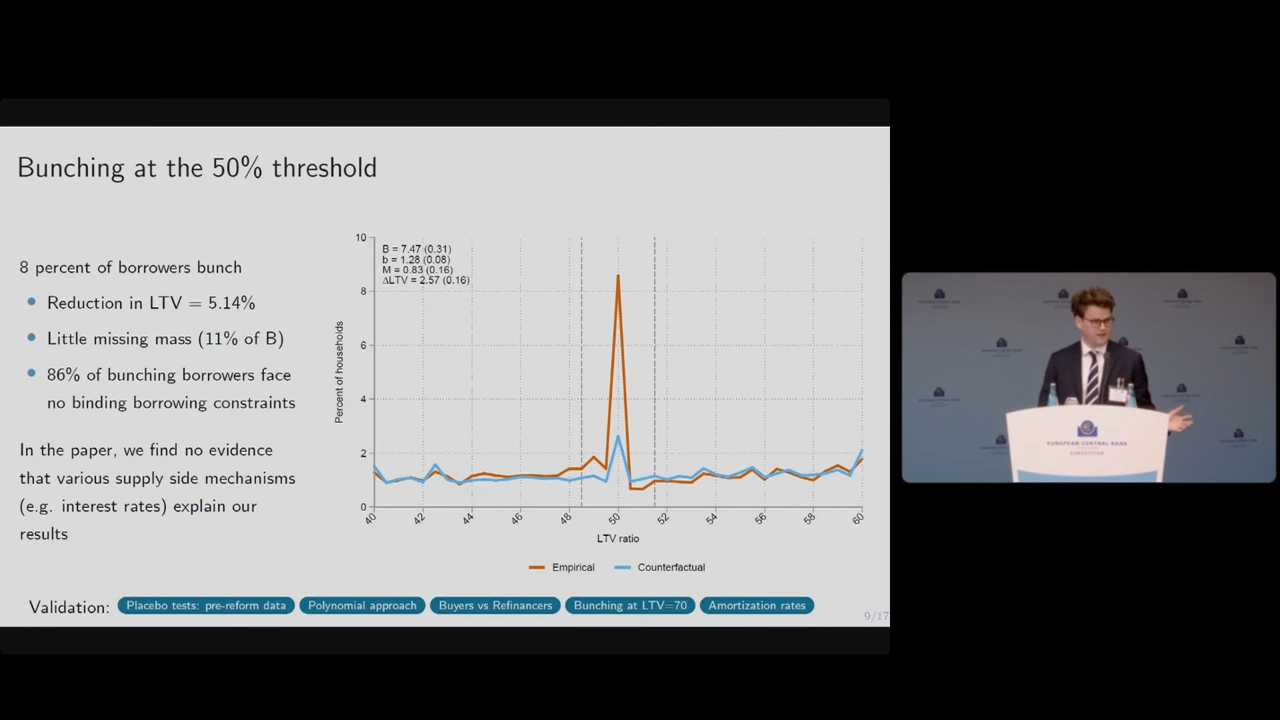 Bunching at the 50% threshold
8 percent of borrowers bunch
Reduction in LTV = 5.14%
Little missing mass (11% of B)
86% of bunching borrowers face
no binding borrowing constraints
In the paper, we find no evidence
that various supply side mechanisms
(e.g. interest rates) explain our
results
B = 7.47 (0.31)
b = 1.28 (0.08)
M = 0.83 (0.16)
ΔLTV = 2.57 (0.16)
Percent of households
10
8
6
4
2
0
40 42 44 46 48 50 52 54 56 58 60
LTV ratio
Empirical Counterfactual
Validation: Placebo tests: pre-reform data Polynomial approach Buyers vs Refinancers Bunching at LTV=70 Amortization rates
9/17
EUROPEAN CENTRAL BANK
EUROSYSTEM